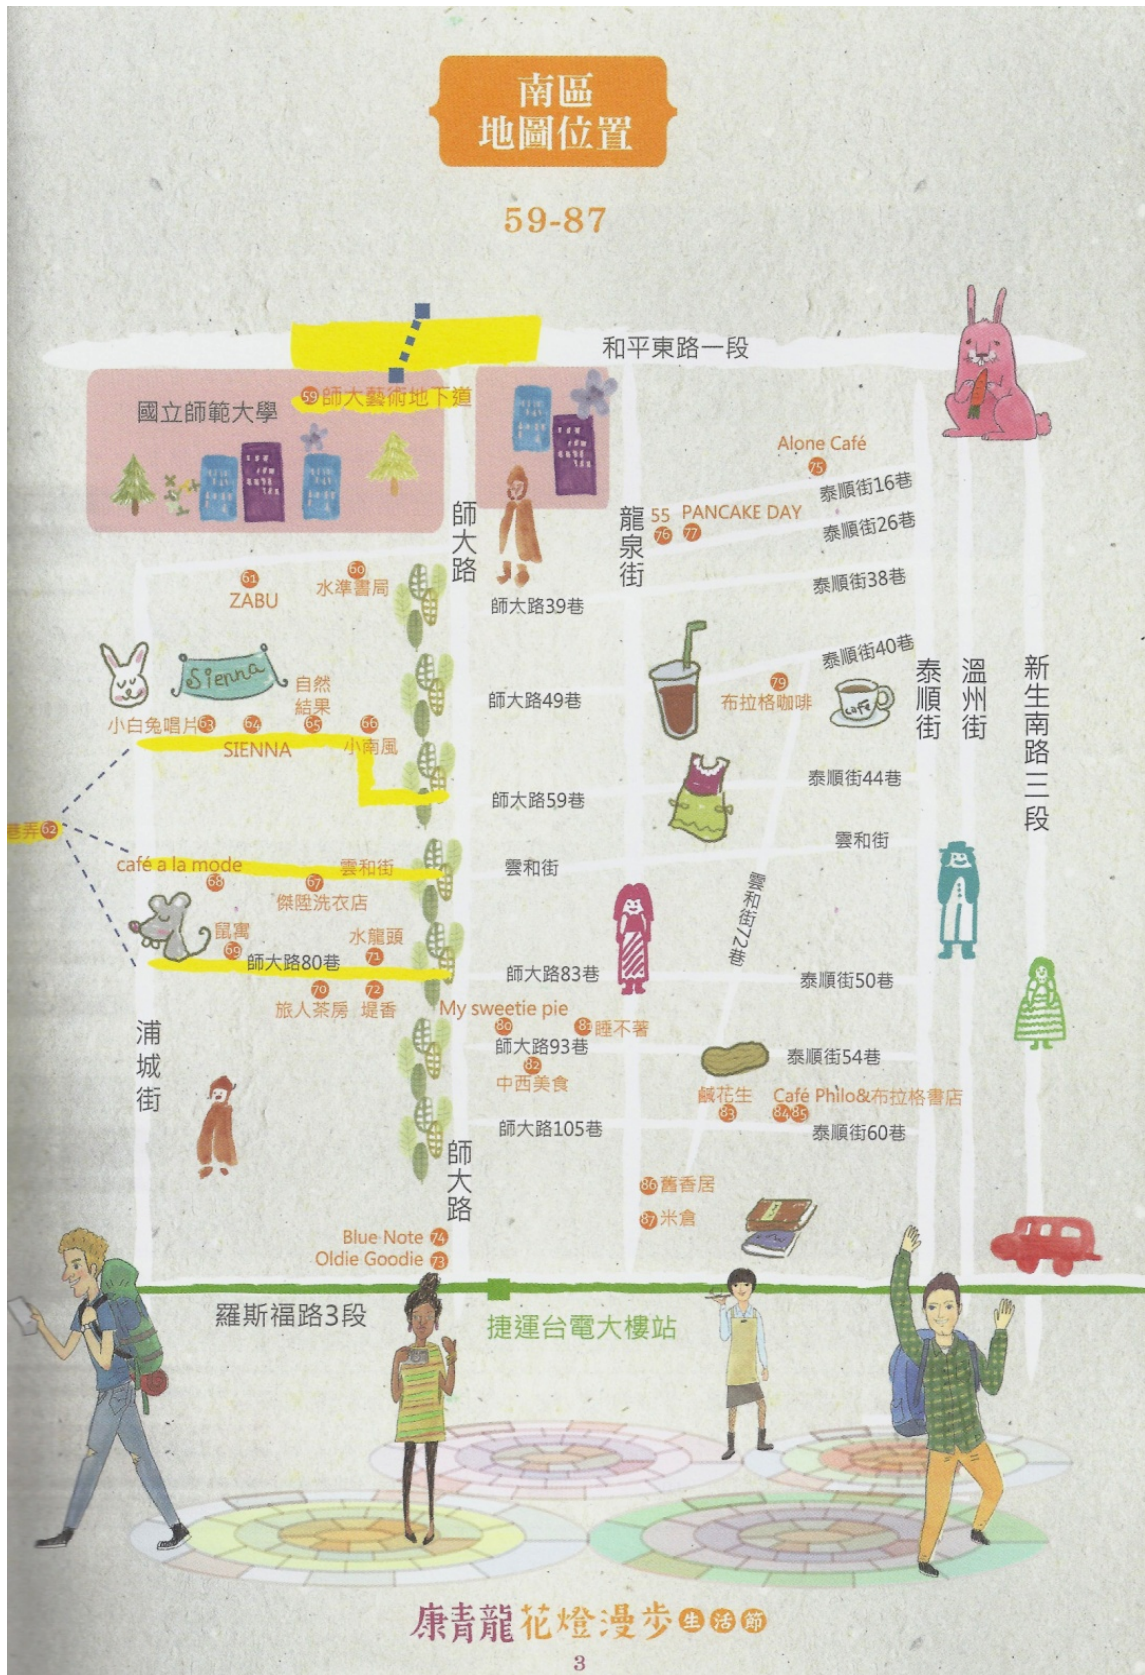 南區
地圖位置
59-87
和平東路一段
國立師範大學
59 師大藝術地下道
Alone Café
75
泰順街16巷
師大路
龍泉街
55 PANCAKE DAY
76 77
泰順街26巷
61
ZABU
60
水準書局
泰順街38巷
師大路39巷
泰順街40巷
Sienna
自然
結果
小白兔唱片 63 64 65 66
SIENNA
小南風
師大路49巷
79
布拉格咖啡
café
泰順街
溫州街
新生南路三段
師大路59巷
泰順街44巷
巷弄 62
café a la mode
68
雲和街
67
傑陞洗衣店
雲和街
雲和街
雲和街72巷
鼠寓
69
水龍頭
71
師大路80巷
70 72
旅人茶房 堤香
師大路83巷
泰順街50巷
My sweetie pie
80 81 睡不著
師大路93巷
82
中西美食
泰順街54巷
鹹花生
83
Café Philo&布拉格書店
84 85
師大路105巷
泰順街60巷
浦城街
師大路
86 舊香居
87 米倉
Blue Note 74
Oldie Goodie 73
羅斯福路3段
捷運台電大樓站
康青龍花燈漫步生活節
3